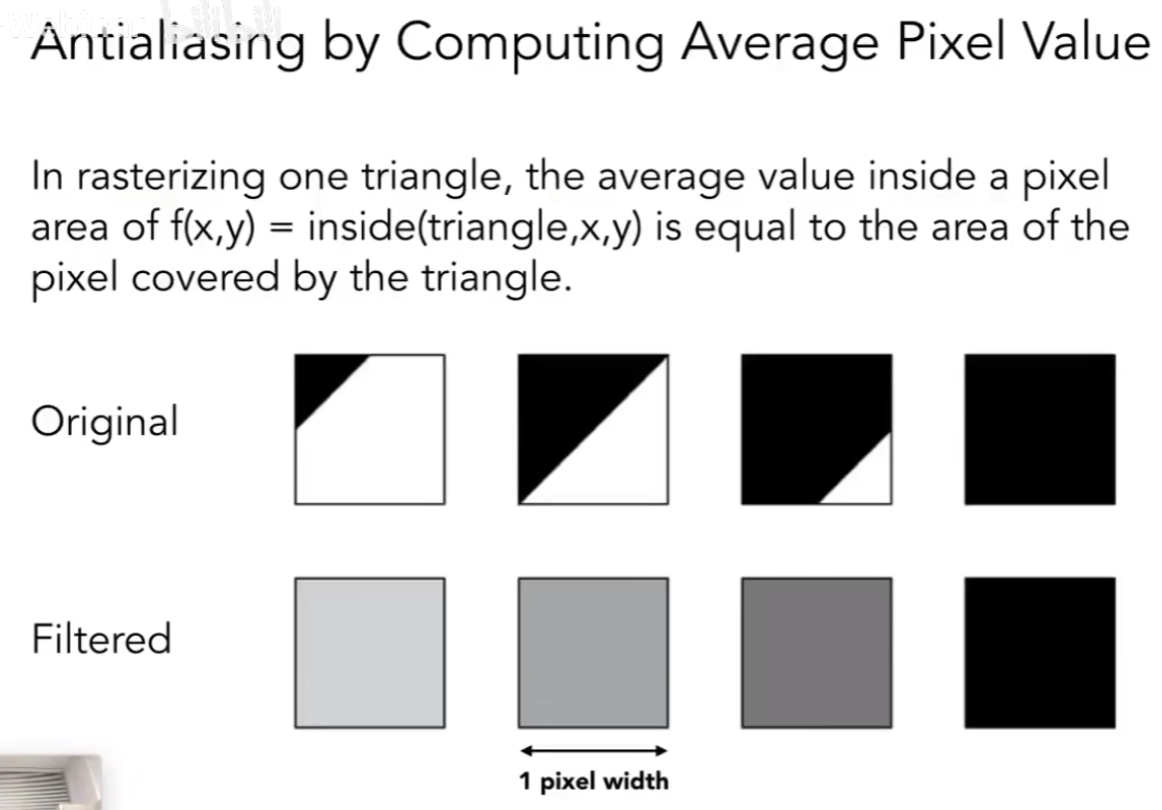 Antialiasing by Computing Average Pixel Value
In rasterizing one triangle, the average value inside a pixel
area of f(x,y) = inside(triangle,x,y) is equal to the area of the
pixel covered by the triangle.
Original
Filtered
1 pixel width